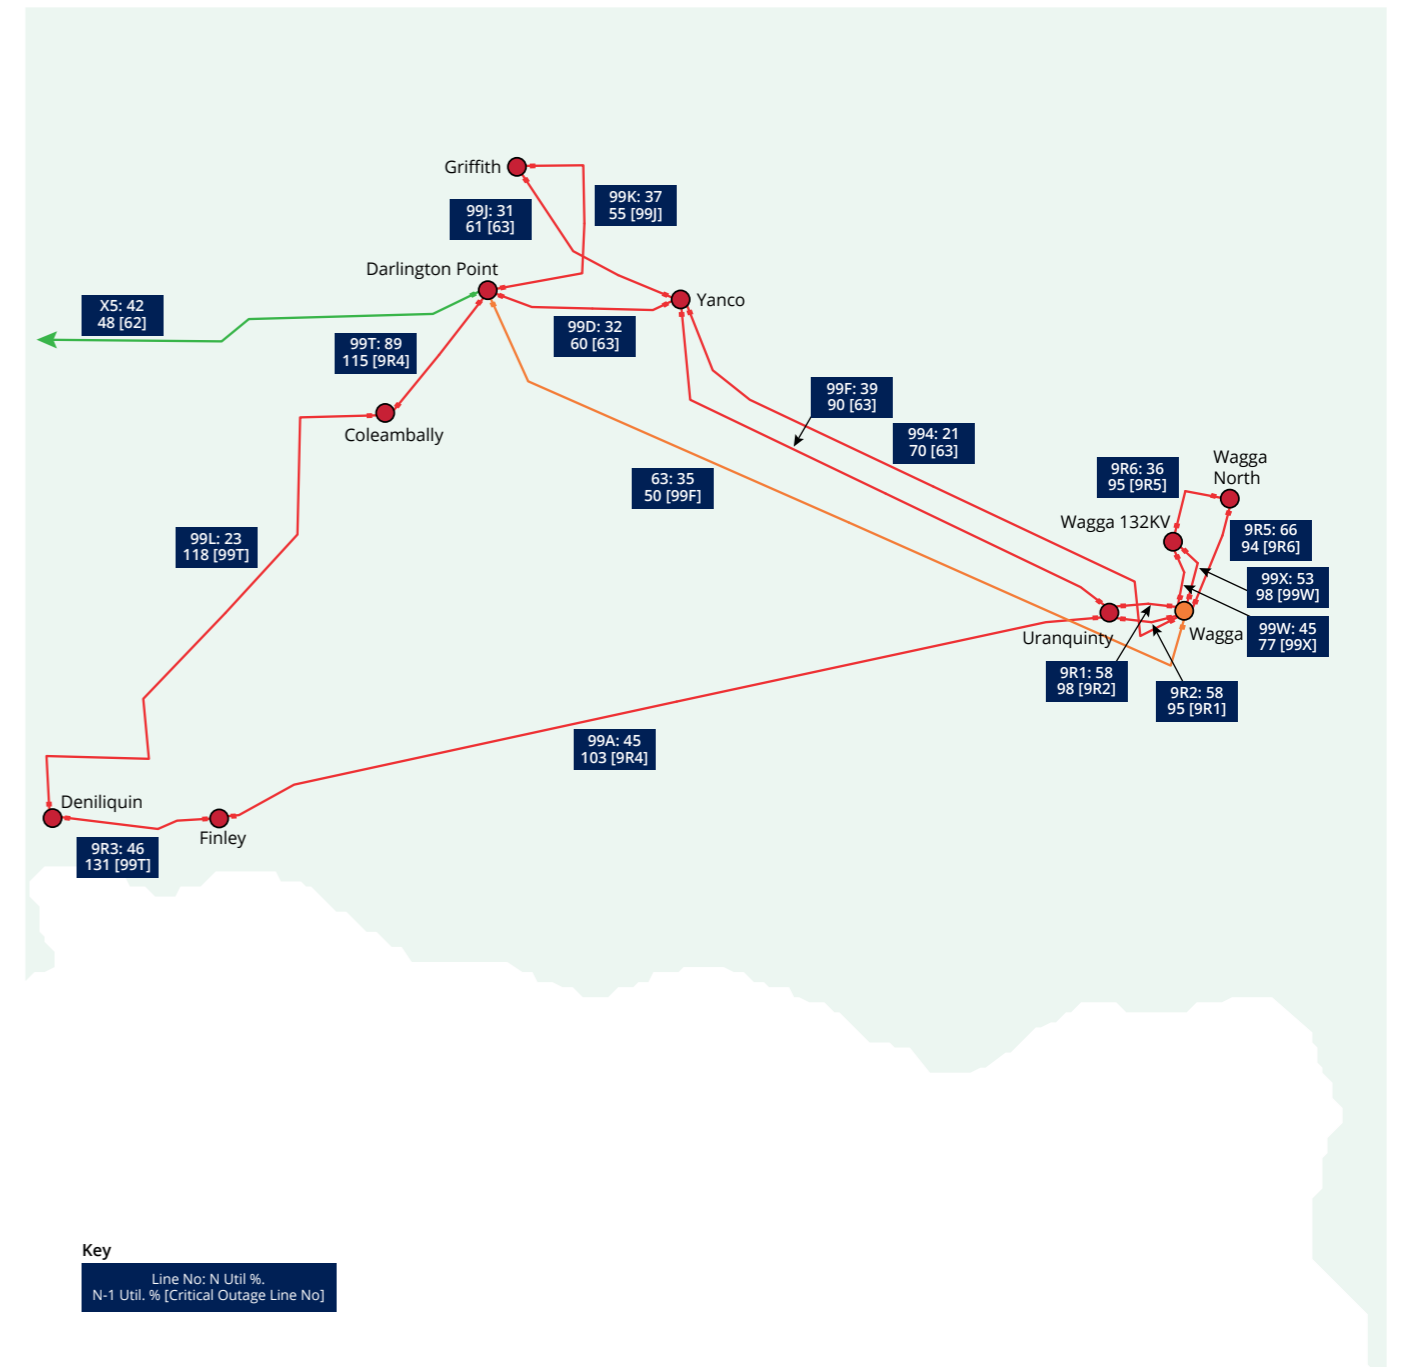 Griffith
99K: 37
55 [99J]
99J: 31
61 [63]
Darlington Point
X5: 42
48 [62]
Yanco
99D: 32
60 [63]
99T: 89
115 [9R4]
Coleambally
99F: 39
90 [63]
994: 21
70 [63]
63: 35
50 [99F]
9R6: 36
95 [9R5]
Wagga
North
Wagga 132KV
9R5: 66
94 [9R6]
99L: 23
118 [99T]
99X: 53
98 [99W]
99W: 45
77 [99X]
Uranquinty
Wagga
9R1: 58
98 [9R2]
9R2: 58
95 [9R1]
99A: 45
103 [9R4]
Deniliquin
Finley
9R3: 46
131 [99T]
Key
Line No: N Util %.
N-1 Util. % [Critical Outage Line No]